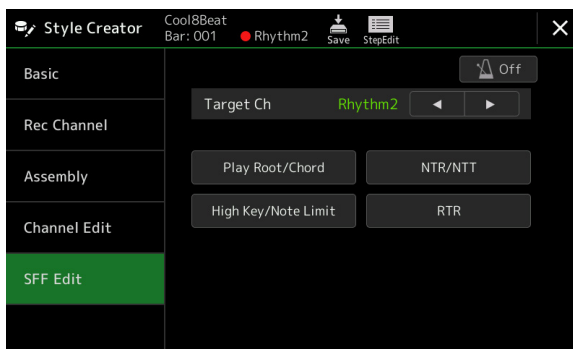 Style Creator
Cool8Beat
Bar: 001 Rhythm2
Save
StepEdit
Basic
Off
Target Ch Rhythm2
Rec Channel
Assembly
Play Root/Chord
NTR/NTT
Channel Edit
High Key/Note Limit
RTR
SFF Edit